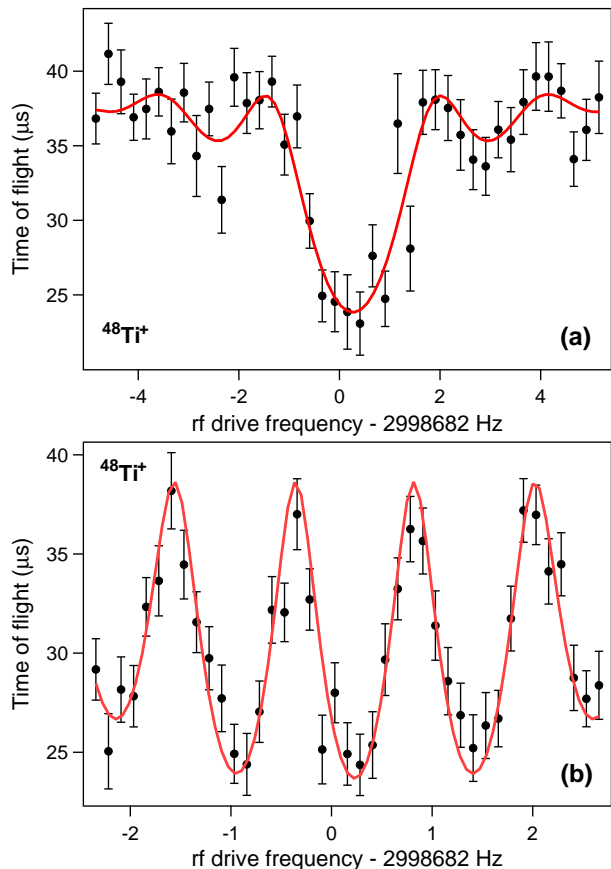 40
35
30
25
Time of flight (μs)
⁴⁸Ti⁺
(a)
-4 -2 0 2 4
rf drive frequency - 2998682 Hz
⁴⁸Ti⁺
40
35
30
25
Time of flight (μs)
(b)
-2 -1 0 1 2
rf drive frequency - 2998682 Hz